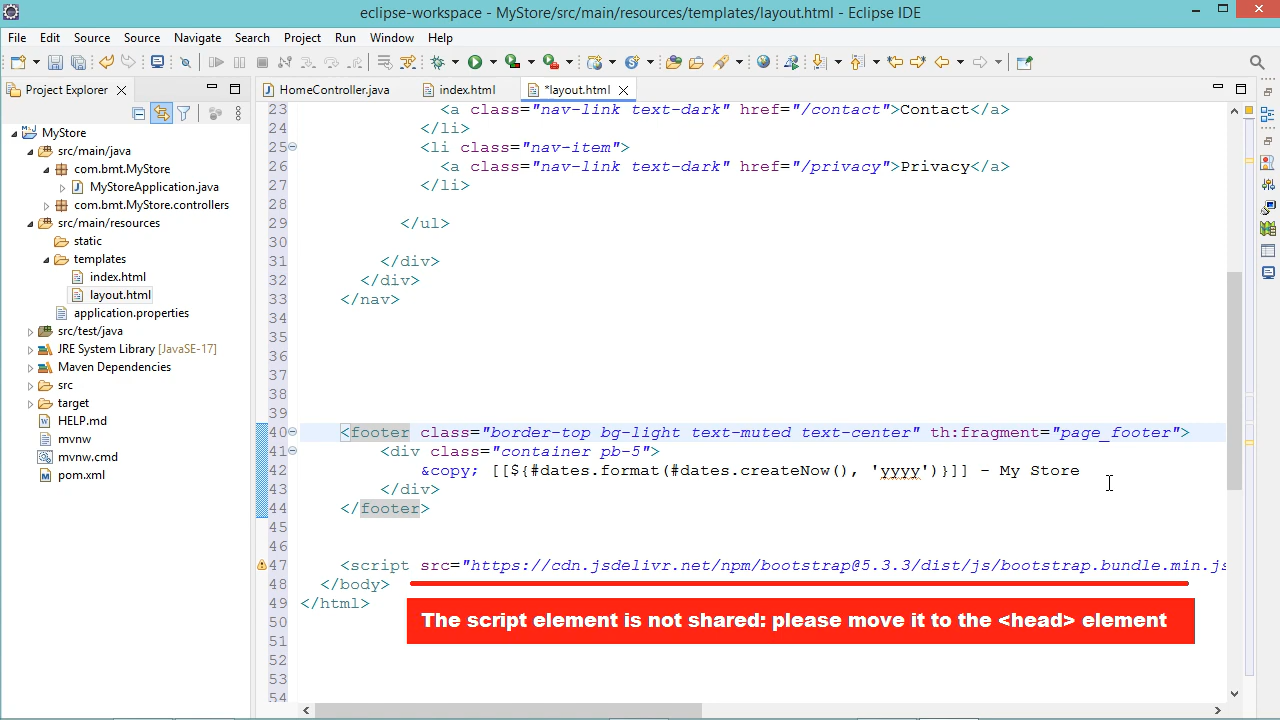 eclipse-workspace - MyStore/src/main/resources/templates/layout.html - Eclipse IDE
File Edit Source Source Navigate Search Project Run Window Help
Project Explorer
MyStore
src/main/java
com.bmt.MyStore
MyStoreApplication.java
com.bmt.MyStore.controllers
src/main/resources
static
templates
index.html
layout.html
application.properties
src/test/java
JRE System Library [JavaSE-17]
Maven Dependencies
src
target
HELP.md
mvnw
mvnw.cmd
pom.xml
HomeController.java index.html *layout.html
23 <a class="nav-link text-dark" href="/contact">Contact</a>
24 </li>
25 <li class="nav-item">
26 <a class="nav-link text-dark" href="/privacy">Privacy</a>
27 </li>
28
29 </ul>
30
31 </div>
32 </div>
33 </nav>
34
35
36
37
38
39
40 <footer class="border-top bg-light text-muted text-center" th:fragment="page_footer">
41 <div class="container pb-5">
42 &copy; [[${#dates.format(#dates.createNow(), 'yyyy')}]] - My Store
43 </div>
44 </footer>
45
46
47 <script src="https://cdn.jsdelivr.net/npm/bootstrap@5.3.3/dist/js/bootstrap.bundle.min.js
48 </body>
49 </html>
50
The script element is not shared: please move it to the <head> element
51
52
53
54